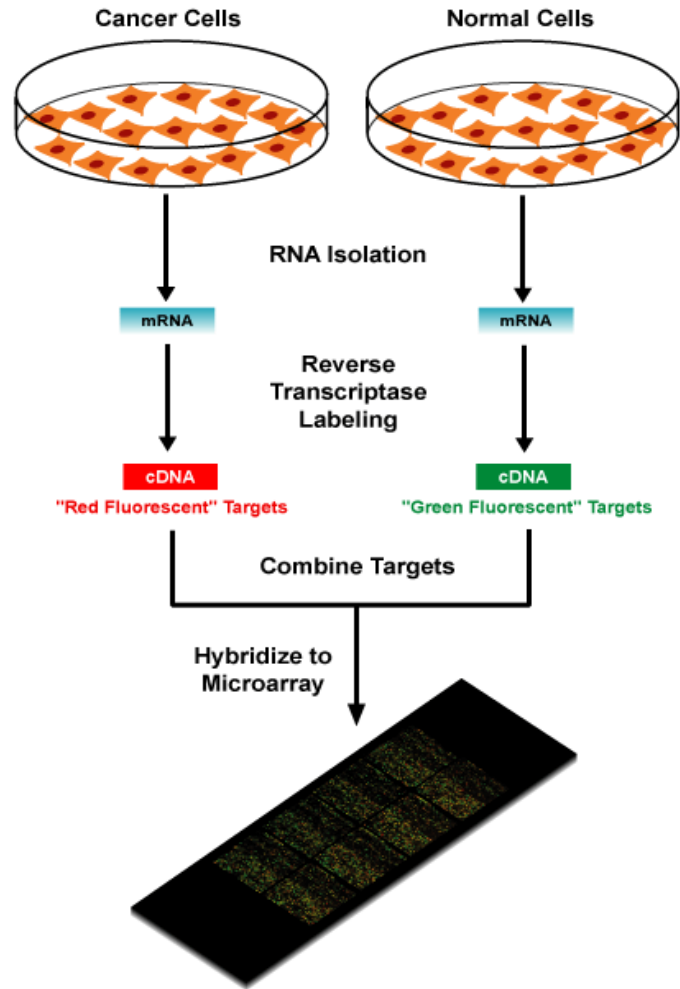 Cancer Cells
Normal Cells
RNA Isolation
mRNA
mRNA
Reverse
Transcriptase
Labeling
cDNA
cDNA
"Red Fluorescent" Targets
"Green Fluorescent" Targets
Combine Targets
Hybridize to
Microarray